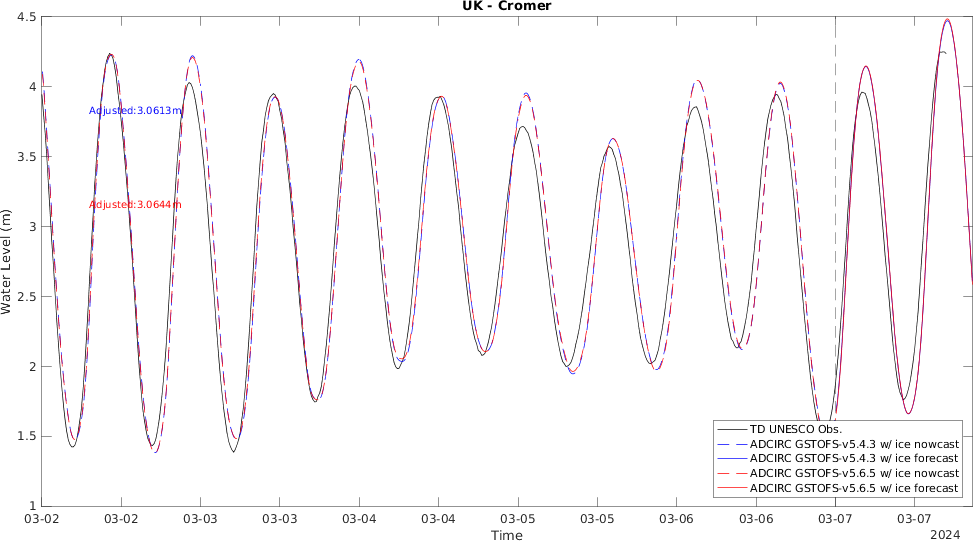 UK - Cromer
4.5
4
3.5
3
2.5
2
1.5
1
Water Level (m)
Adjusted:3.0613m
Adjusted:3.0644m
TD UNESCO Obs.
ADCIRC GSTOFS-v5.4.3 w/ ice nowcast
ADCIRC GSTOFS-v5.4.3 w/ ice forecast
ADCIRC GSTOFS-v5.6.5 w/ ice nowcast
ADCIRC GSTOFS-v5.6.5 w/ ice forecast
03-02 03-02 03-03 03-03 03-04 03-04 03-05 03-05 03-06 03-06 03-07 03-07
Time
2024